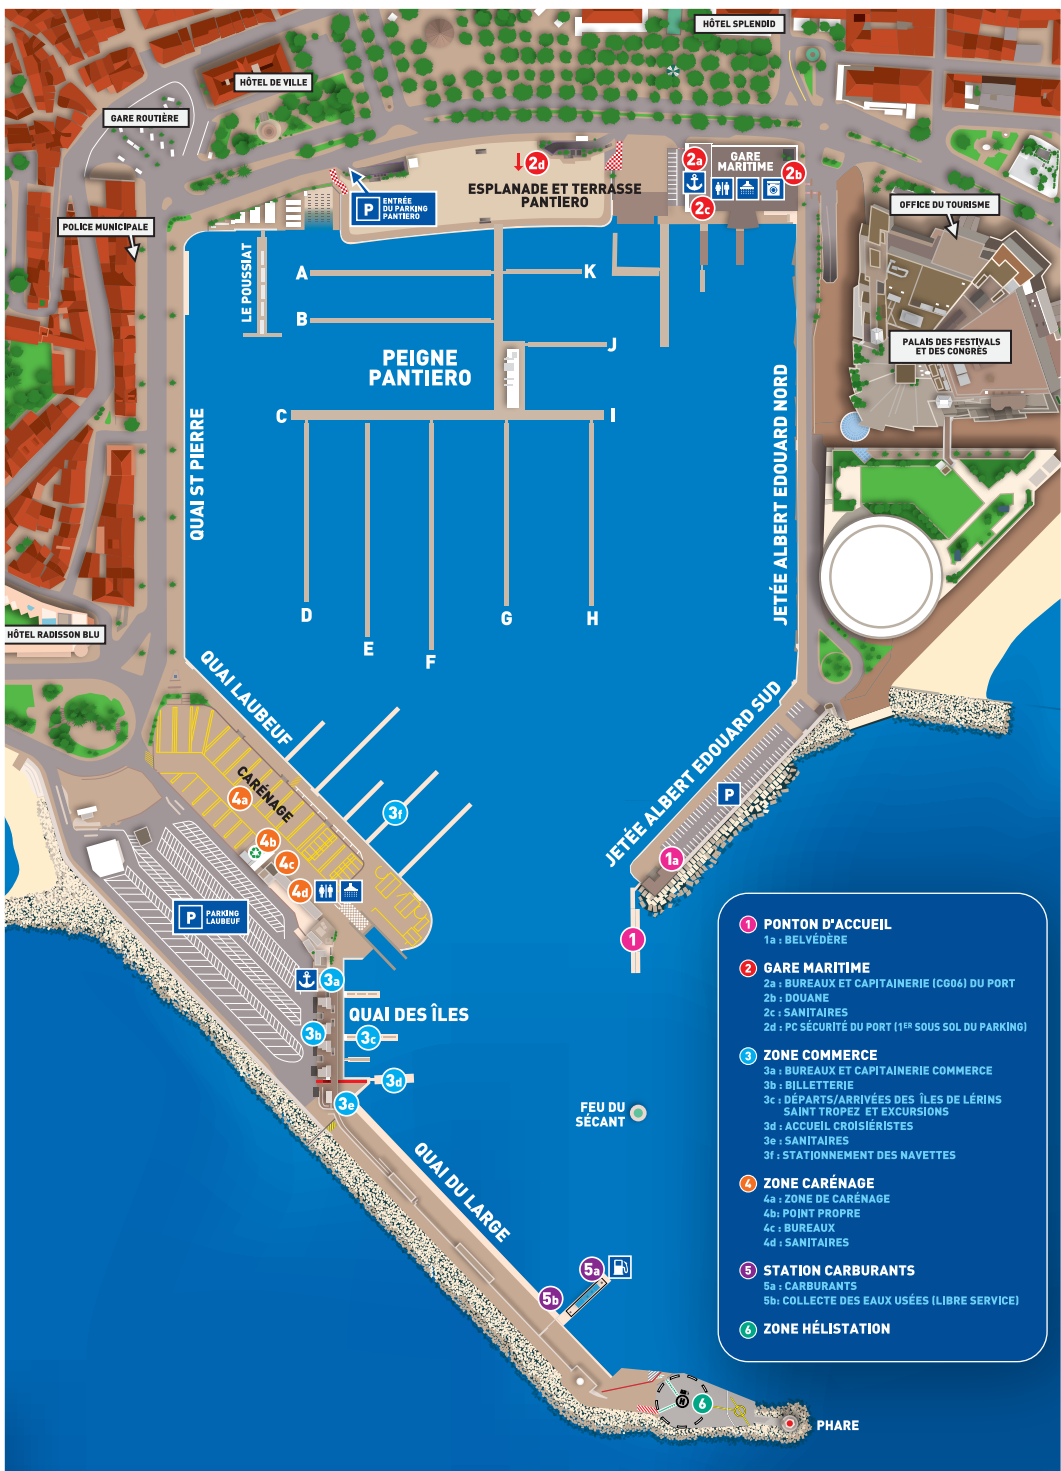 HÔTEL SPLENDID
HÔTEL DE VILLE
GARE ROUTIÈRE
2a
GARE
MARITIME
2b
2c
2d
ESPLANADE ET TERRASSE
PANTIERO
P
ENTRÉE
DU PARKING
PANTIERO
OFFICE DU TOURISME
POLICE MUNICIPALE
LE POUSSIAT
A
K
B
J
PEIGNE
PANTIERO
PALAIS DES FESTIVALS
ET DES CONGRÈS
C
I
QUAI ST PIERRE
JETÉE ALBERT EDOUARD NORD
D
E
F
G
H
HÔTEL RADISSON BLU
QUAI LAUBEUF
JETÉE ALBERT EDOUARD SUD
CARÉNAGE
4a
4b
4c
4d
3f
P
1a
1
P
PARKING
LAUBEUF
3a
QUAI DES ÎLES
3b
3c
3d
3e
FEU DU
SÉCANT
QUAI DU LARGE
5a
5b
H
6
PHARE
1 PONTON D'ACCUEIL
1a : BELVÉDÈRE
2 GARE MARITIME
2a : BUREAUX ET CAPITAINERIE (CG06) DU PORT
2b : DOUANE
2c : SANITAIRES
2d : PC SÉCURITÉ DU PORT (1ER SOUS SOL DU PARKING)
3 ZONE COMMERCE
3a : BUREAUX ET CAPITAINERIE COMMERCE
3b : BILLETTERIE
3c : DÉPARTS/ARRIVÉES DES ÎLES DE LÉRINS
SAINT TROPEZ ET EXCURSIONS
3d : ACCUEIL CROISIÉRISTES
3e : SANITAIRES
3f : STATIONNEMENT DES NAVETTES
4 ZONE CARÉNAGE
4a : ZONE DE CARÉNAGE
4b: POINT PROPRE
4c : BUREAUX
4d : SANITAIRES
5 STATION CARBURANTS
5a : CARBURANTS
5b: COLLECTE DES EAUX USÉES (LIBRE SERVICE)
6 ZONE HÉLISTATION